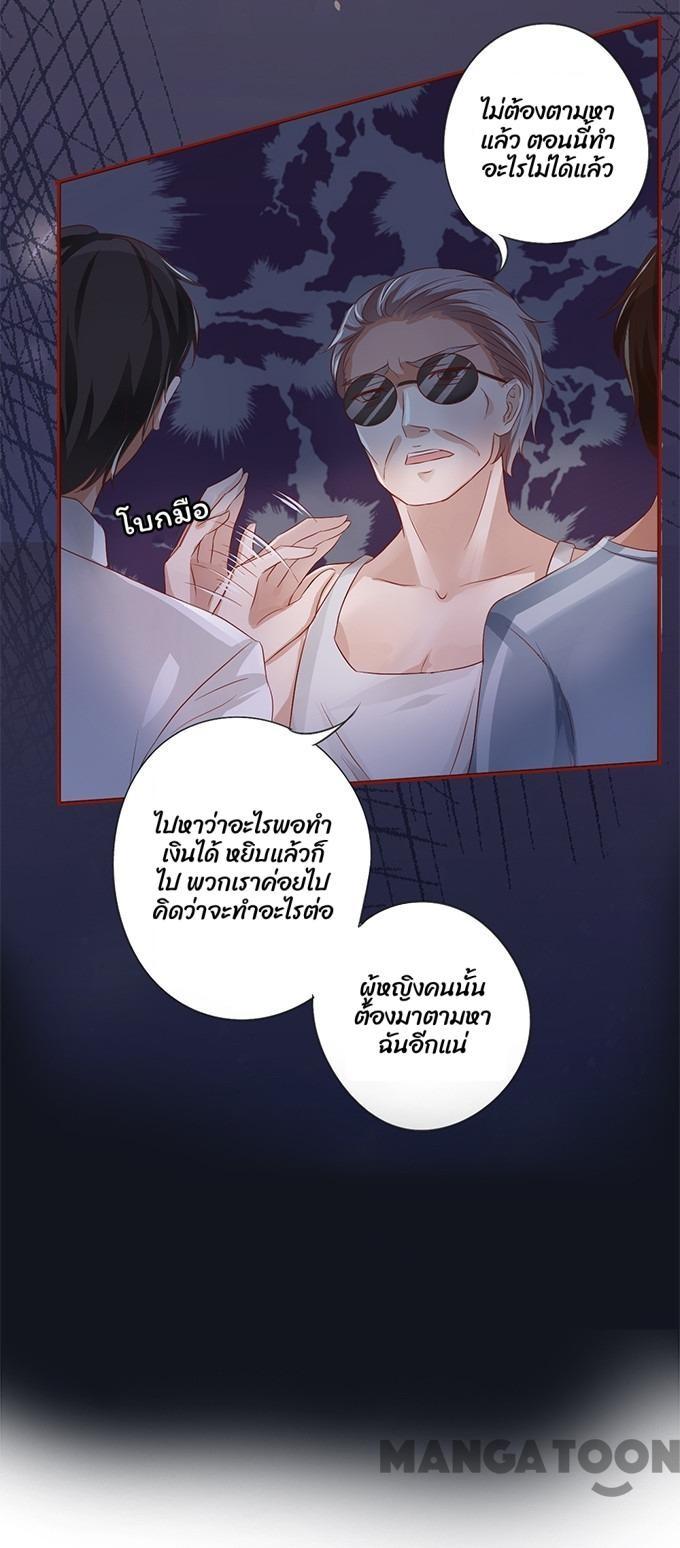 ไม่ต้องตามหา
แล้ว ตอนนี้ทำ
อะไรไม่ได้แล้ว
โบกมือ
ไปหาว่าอะไรพอทำ
เงินได้ หยิบแล้วก็
ไป พวกเราค่อยไป
คิดว่าจะทำอะไรต่อ
ผู้หญิงคนนั้น
ต้องมาตามหา
ฉันอีกแน่
MANGATOON